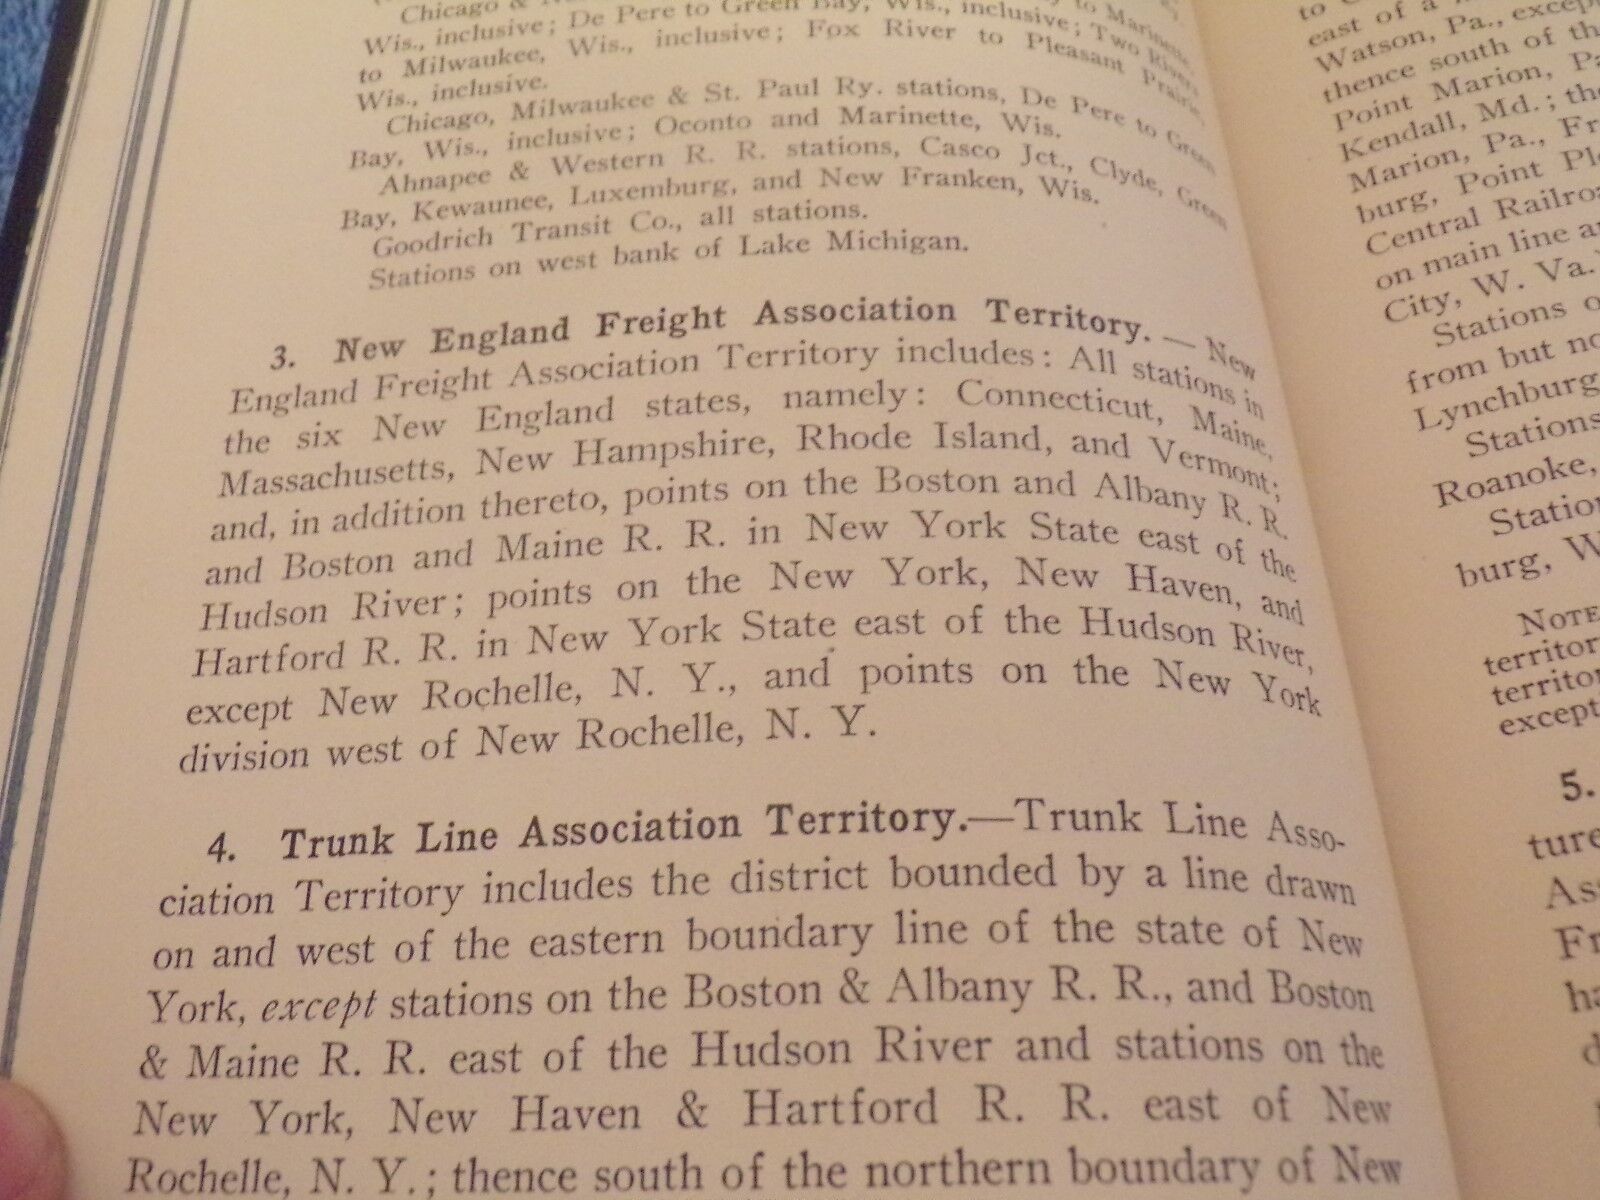 Chicago &
Wis., inclusive; De Pere to Green Bay, Wis., inclusive; Two Rivers
to Milwaukee, Wis., inclusive; Fox River to Pleasant Prairie,
Wis., inclusive.
Chicago, Milwaukee & St. Paul Ry. stations, De Pere to Green
Bay, Wis., inclusive; Oconto and Marinette, Wis.
Ahnapee & Western R. R. stations, Casco Jct., Clyde, Green
Bay, Kewaunee, Luxemburg, and New Franken, Wis.
Goodrich Transit Co., all stations.
Stations on west bank of Lake Michigan.
3. New England Freight Association Territory.—New
England Freight Association Territory includes: All stations in
the six New England states, namely: Connecticut, Maine,
Massachusetts, New Hampshire, Rhode Island, and Vermont;
and, in addition thereto, points on the Boston and Albany R. R.
and Boston and Maine R. R. in New York State east of the
Hudson River; points on the New York, New Haven, and
Hartford R. R. in New York State east of the Hudson River,
except New Rochelle, N. Y., and points on the New York
division west of New Rochelle, N. Y.
4. Trunk Line Association Territory.—Trunk Line Asso-
ciation Territory includes the district bounded by a line drawn
on and west of the eastern boundary line of the state of New
York, except stations on the Boston & Albany R. R., and Boston
& Maine R. R. east of the Hudson River and stations on the
New York, New Haven & Hartford R. R. east of New
Rochelle, N. Y.; thence south of the northern boundary of New
east of a
Watson, Pa., except
thence south of
Point Marion,
Kendall, Md.;
Marion, Pa.,
burg, Point
Central
on main line
City, W. Va.
Stations
from but
Lynchburg
Stations
Roanoke,
burg,
NOTE
except
5.